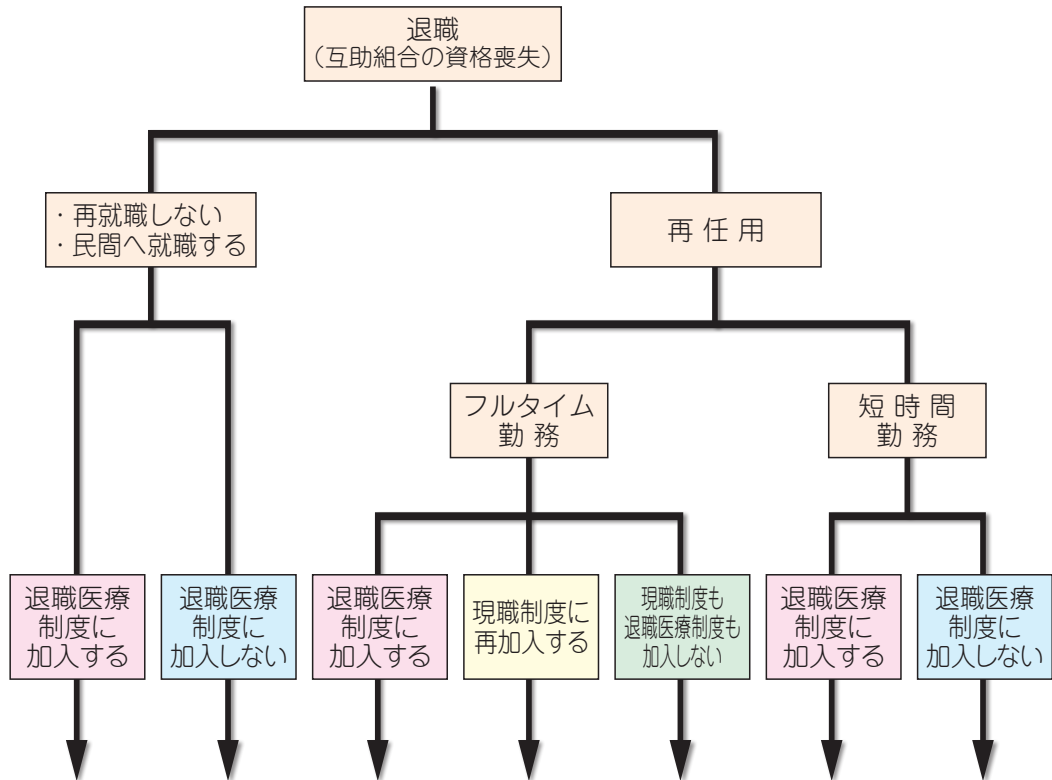 退職
（互助組合の資格喪失）
・再就職しない
・民間へ就職する
再任用
フルタイム
勤務
短時間
勤務
退職医療
制度に
加入する
退職医療
制度に
加入しない
退職医療
制度に
加入する
現職制度に
再加入する
現職制度も
退職医療制度も
加入しない
退職医療
制度に
加入する
退職医療
制度に
加入しない